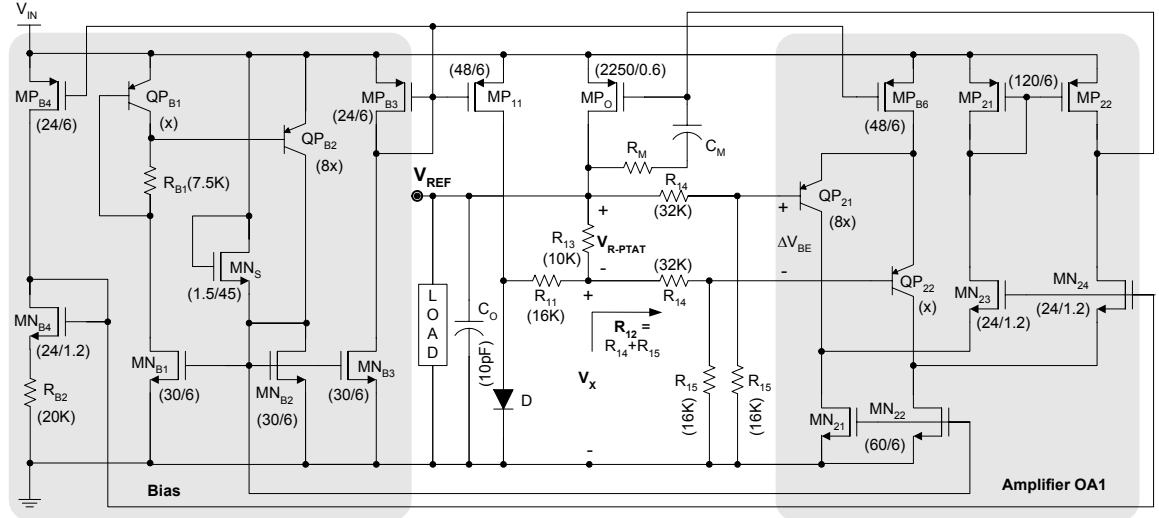 V_IN
MP_B4
(24/6)
QP_B1
(x)
QP_B2
(8x)
R_B1(7.5K)
MP_B3
(24/6)
(48/6)
MP_11
(2250/0.6)
MP_O
C_M
R_M
V_REF
R_14
(32K)
+
R_13
(10K)
V_R-PTAT
-
(32K)
R_14
R_11
(16K)
+
R_12 =
R_14+R_15
V_X
-
LOAD
C_O
(10pF)
D
R_15
(16K)
R_15
(16K)
MN_S
(1.5/45)
MN_B4
(24/1.2)
R_B2
(20K)
MN_B1
(30/6)
MN_B2
(30/6)
MN_B3
(30/6)
Bias
MP_B6
(48/6)
MP_21
(120/6)
MP_22
+
QP_21
(8x)
ΔV_BE
-
QP_22
(x)
MN_23
(24/1.2)
MN_24
(24/1.2)
MN_21
MN_22
(60/6)
Amplifier OA1